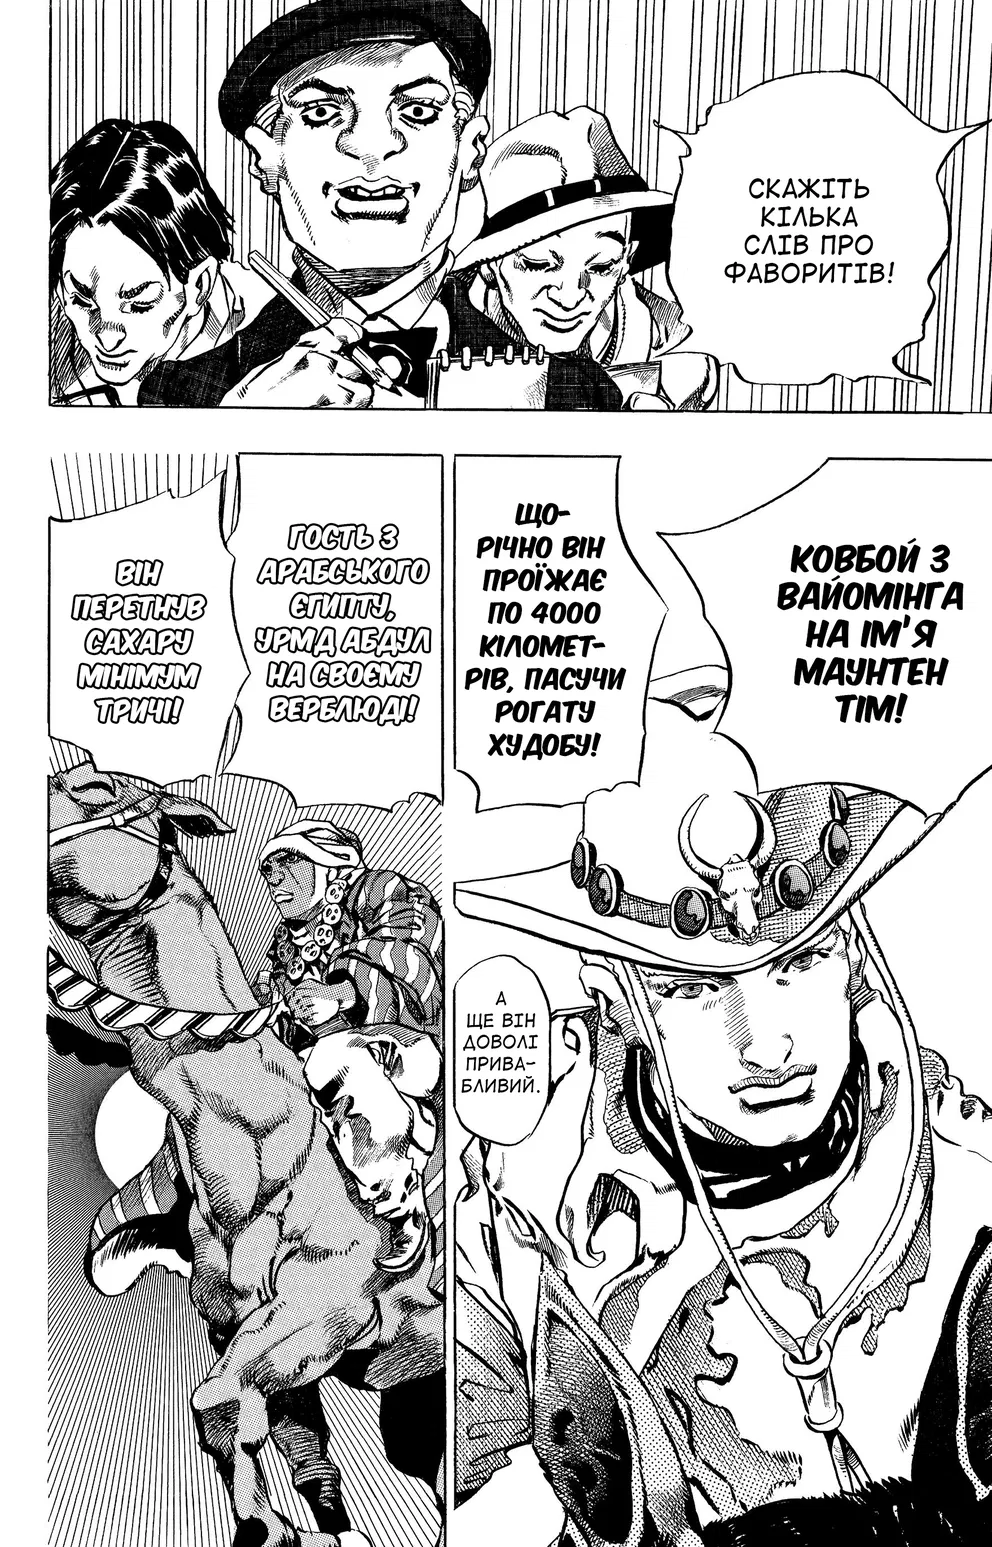 СКАЖІТЬ
КІЛЬКА
СЛІВ ПРО
ФАВОРИТІВ!
КОВБОЙ З
ВАЙОМІНГА
НА ІМ'Я
МАУНТЕН
ТІМ!
ЩО-
РІЧНО ВІН
ПРОЇЖАЄ
ПО 4000
КІЛОМЕТ-
РІВ, ПАСУЧИ
РОГАТУ
ХУДОБУ!
А
ЩЕ ВІН
ДОВОЛІ
ПРИВА-
БЛИВИЙ.
ГОСТЬ З
АРАБСЬКОГО
ЄГИПТУ,
УРМД АБДУЛ
НА СВОЄМУ
ВЕРБЛЮДІ!
ВІН
ПЕРЕТНУВ
САХАРУ
МІНІМУМ
ТРИЧІ!